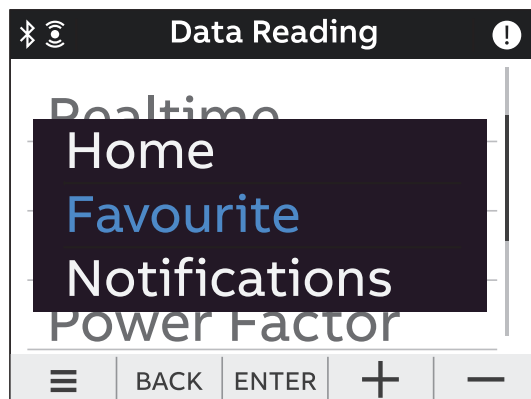 Data Reading
Realtime
Home
Favourite
Notifications
Power Factor
BACK ENTER + −